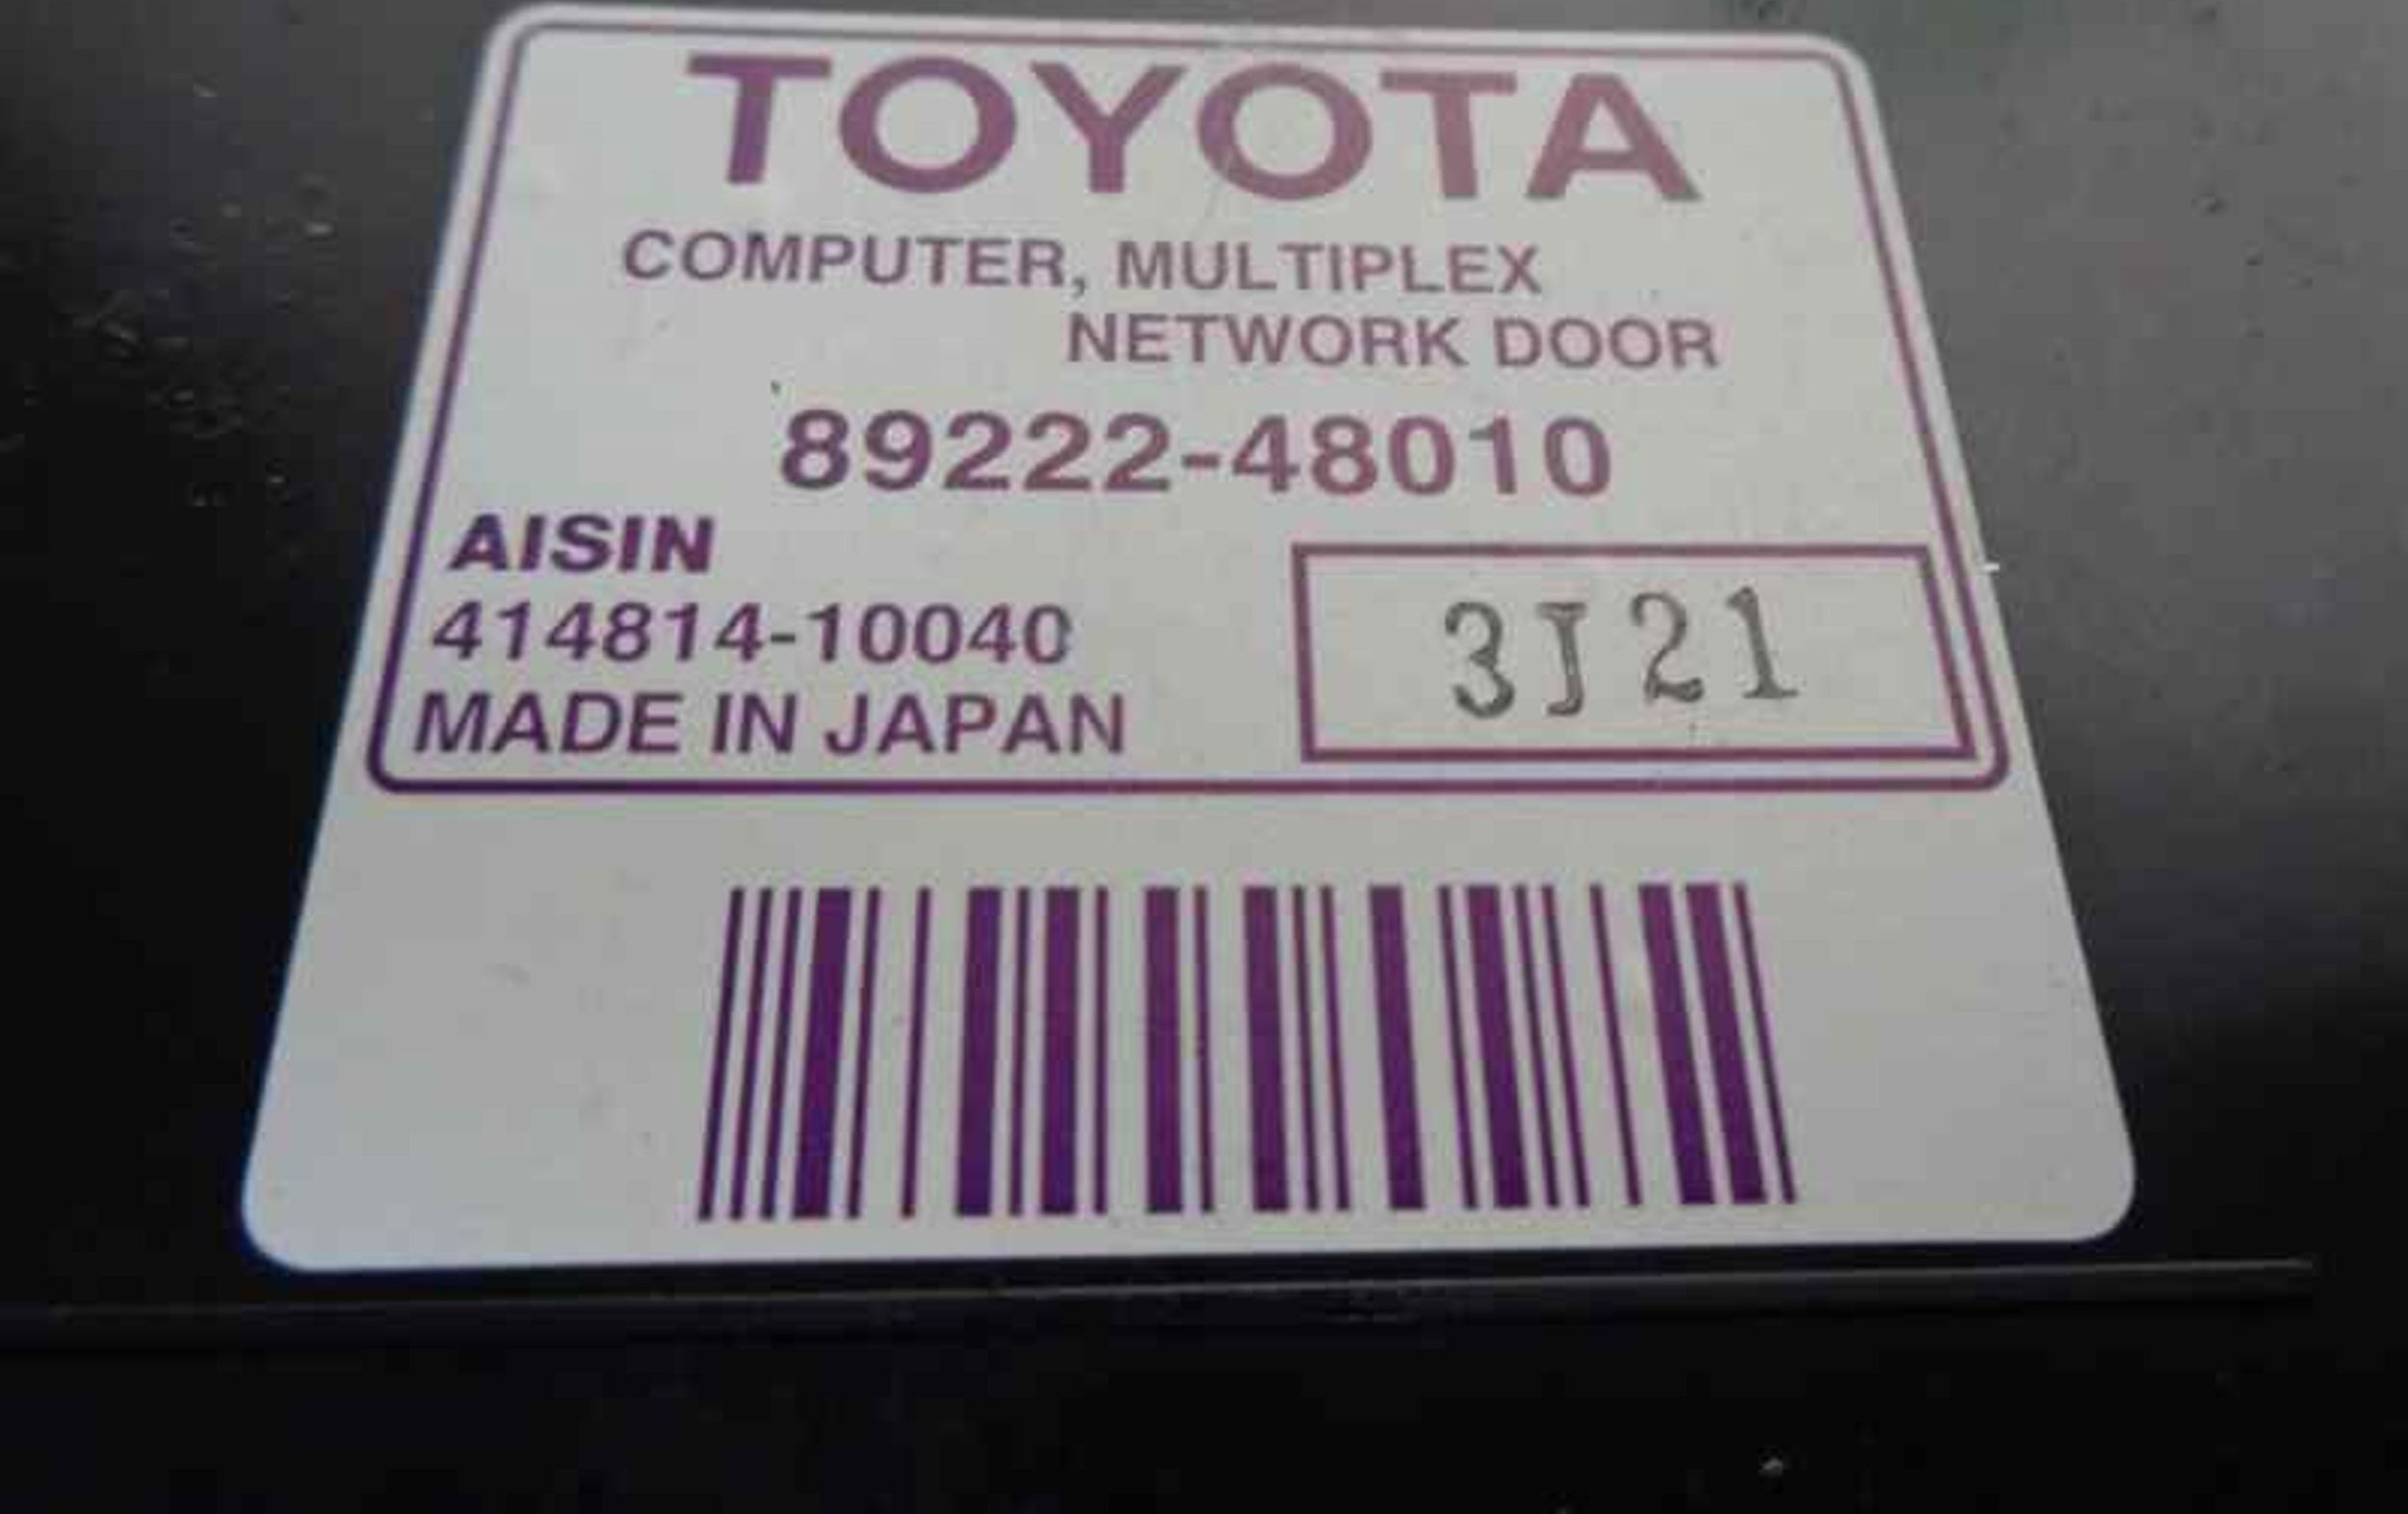 TOYOTA
COMPUTER, MULTIPLEX
NETWORK DOOR
89222-48010
AISIN
414814-10040
MADE IN JAPAN
3J21